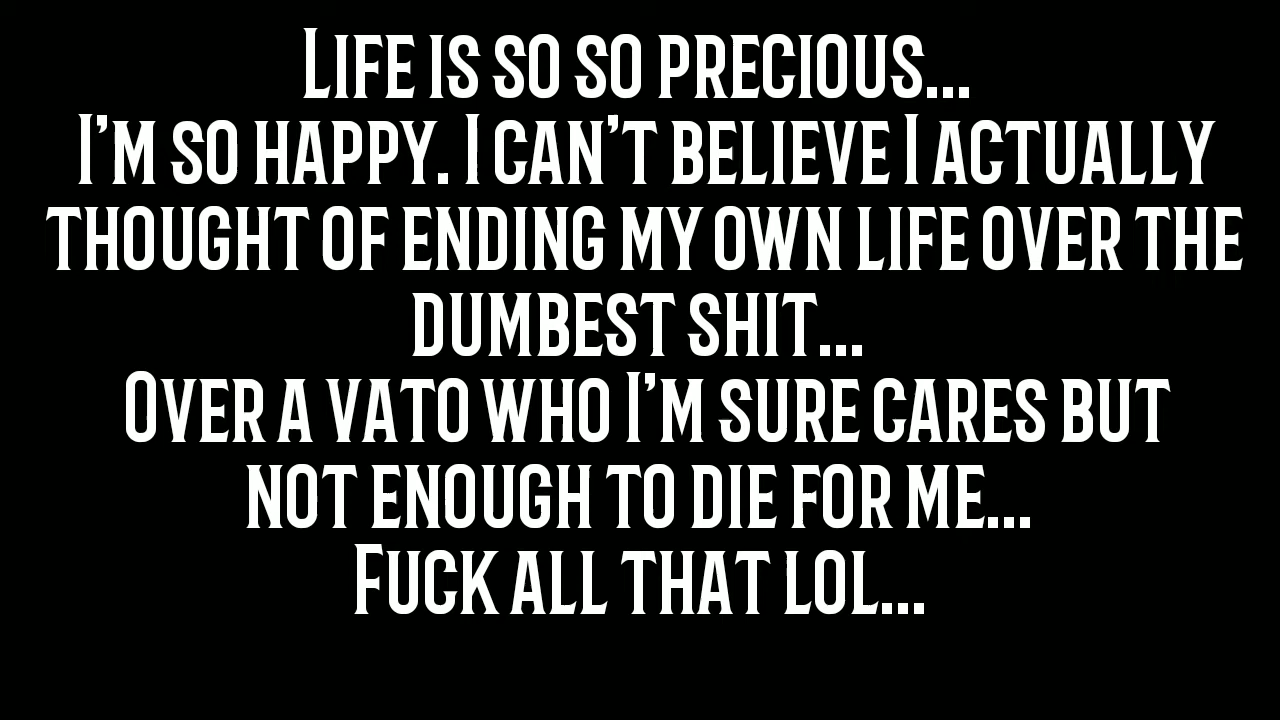 Life is so so precious...
I'm so happy. I can't believe I actually
thought of ending my own life over the
dumbest shit...
Over a vato who I'm sure cares but
not enough to die for me...
Fuck all that lol...